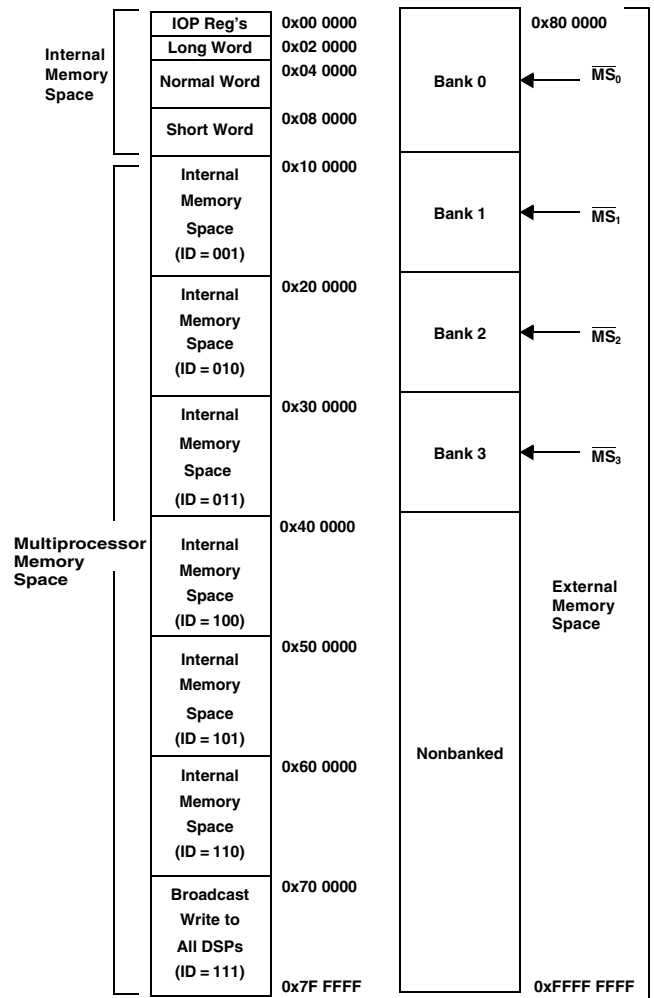 Internal
Memory
Space
IOP Reg's
0x00 0000
Long Word
0x02 0000
Normal Word
0x04 0000
Short Word
0x08 0000
Multiprocessor
Memory
Space
Internal
Memory
Space
(ID = 001)
0x10 0000
Internal
Memory
Space
(ID = 010)
0x20 0000
Internal
Memory
Space
(ID = 011)
0x30 0000
Internal
Memory
Space
(ID = 100)
0x40 0000
Internal
Memory
Space
(ID = 101)
0x50 0000
Internal
Memory
Space
(ID = 110)
0x60 0000
Broadcast
Write to
All DSPs
(ID = 111)
0x70 0000
0x7F FFFF
0x80 0000
Bank 0
MS0
Bank 1
MS1
Bank 2
MS2
Bank 3
MS3
Nonbanked
External
Memory
Space
0xFFFF FFFF